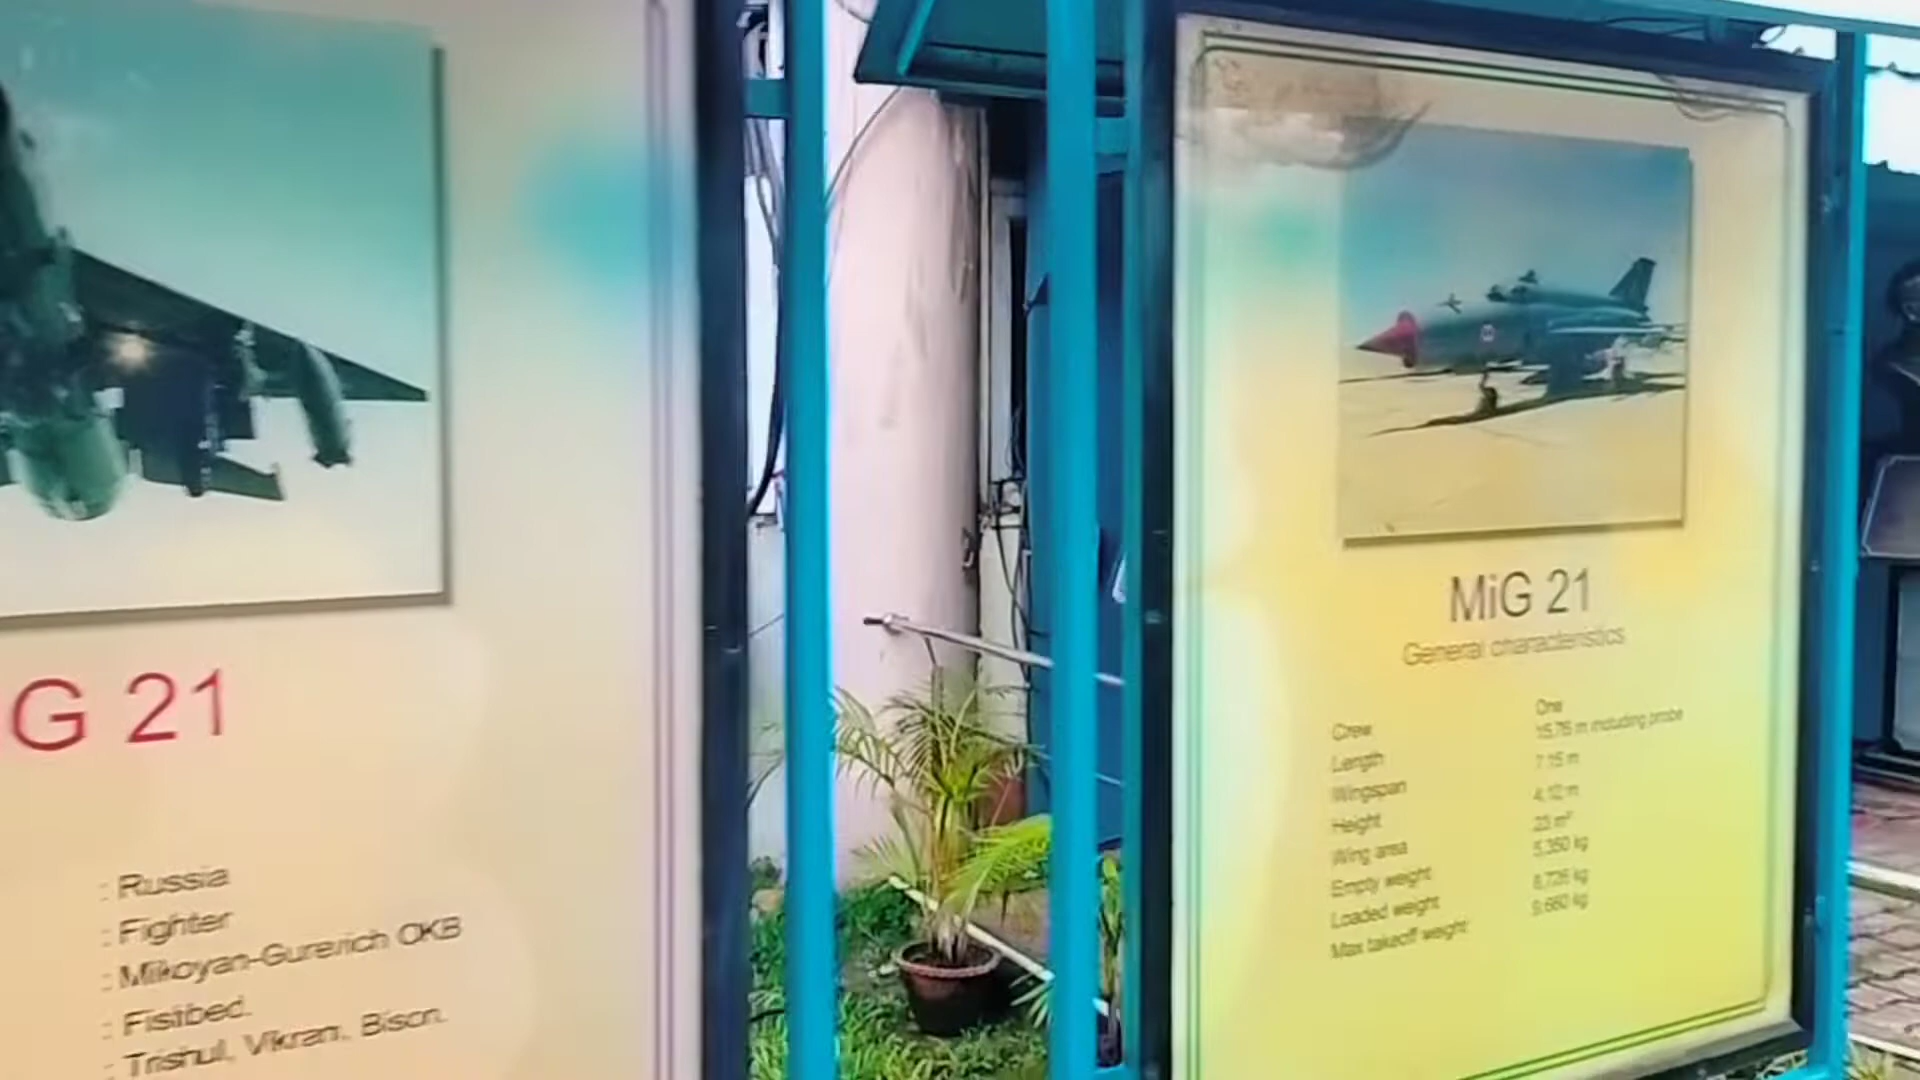 G 21
: Russia
: Fighter
: Mikoyan-Gurevich OKB
: Fishbed.
: Trishul, Vikram, Bison.
MiG 21
General characteristics
Crew One
Length 15.76 m including probe
Wingspan 7.15 m
Height 4.12 m
Wing area 23 m²
Empty weight 5,350 kg
Loaded weight 8,726 kg
Max takeoff weight: 9,660 kg